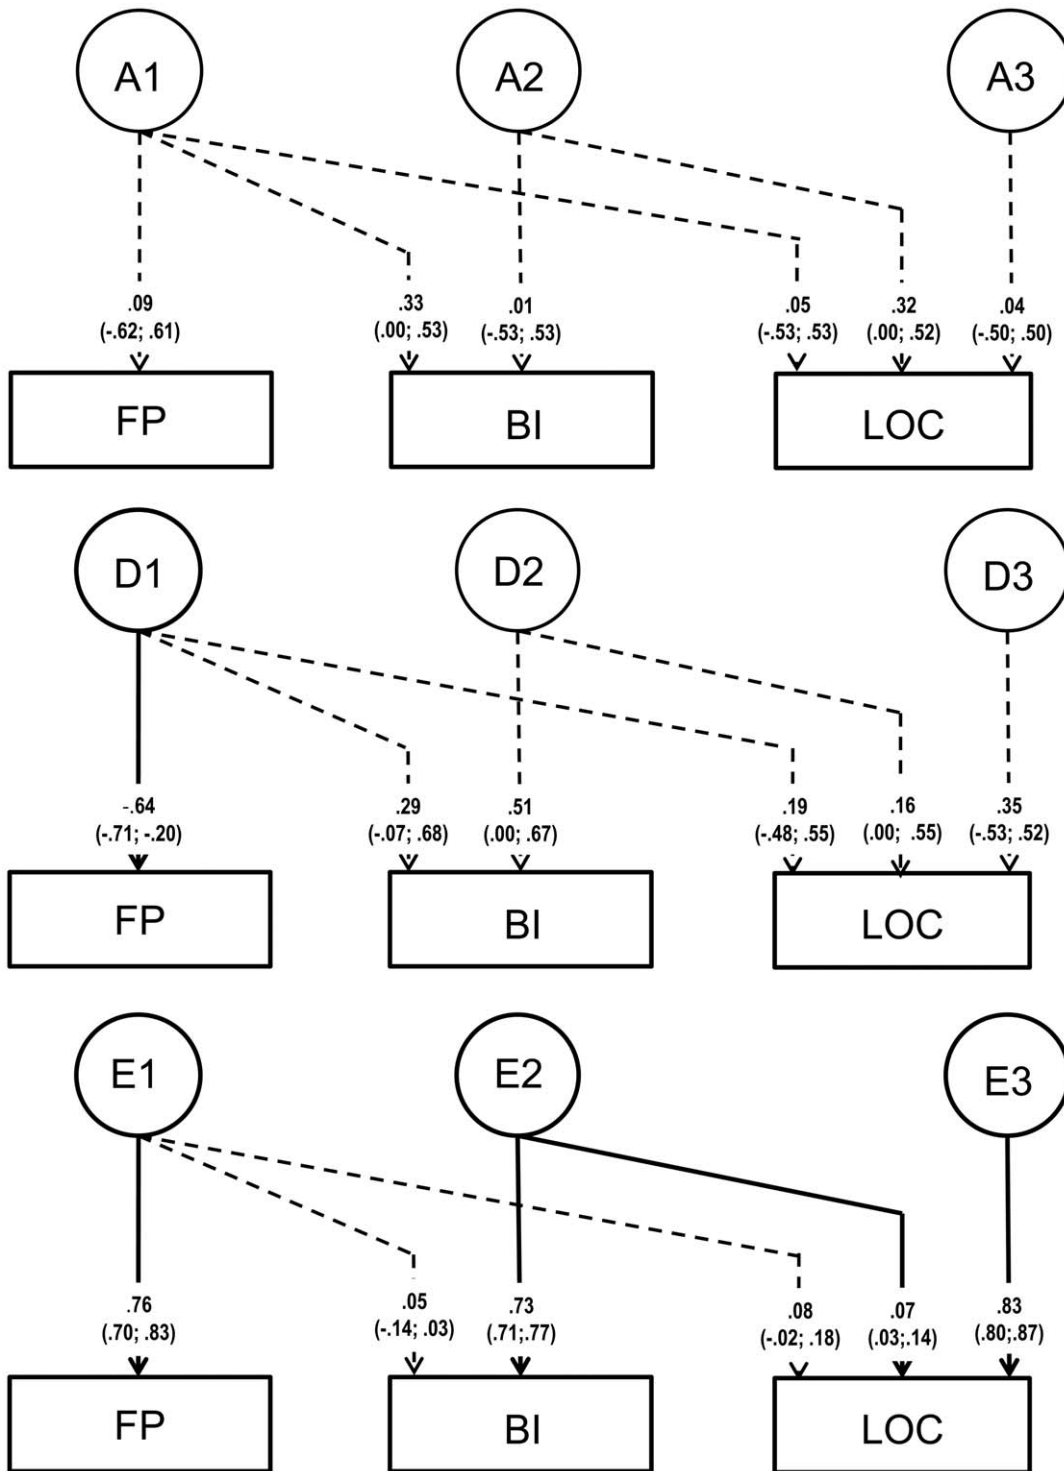 A1 A2 A3
.09 .33 .01 .05 .32 .04
(-.62; .61) (.00; .53) (-.53; .53) (-.53; .53) (.00; .52) (-.50; .50)
FP BI LOC
D1 D2 D3
-.64 .29 .51 .19 .16 .35
(-.71; -.20) (-.07; .68) (.00; .67) (-.48; .55) (.00; .55) (-.53; .52)
FP BI LOC
E1 E2 E3
.76 .05 .73 .08 .07 .83
(.70; .83) (-.14; .03) (.71;.77) (-.02; .18) (.03;.14) (.80;.87)
FP BI LOC